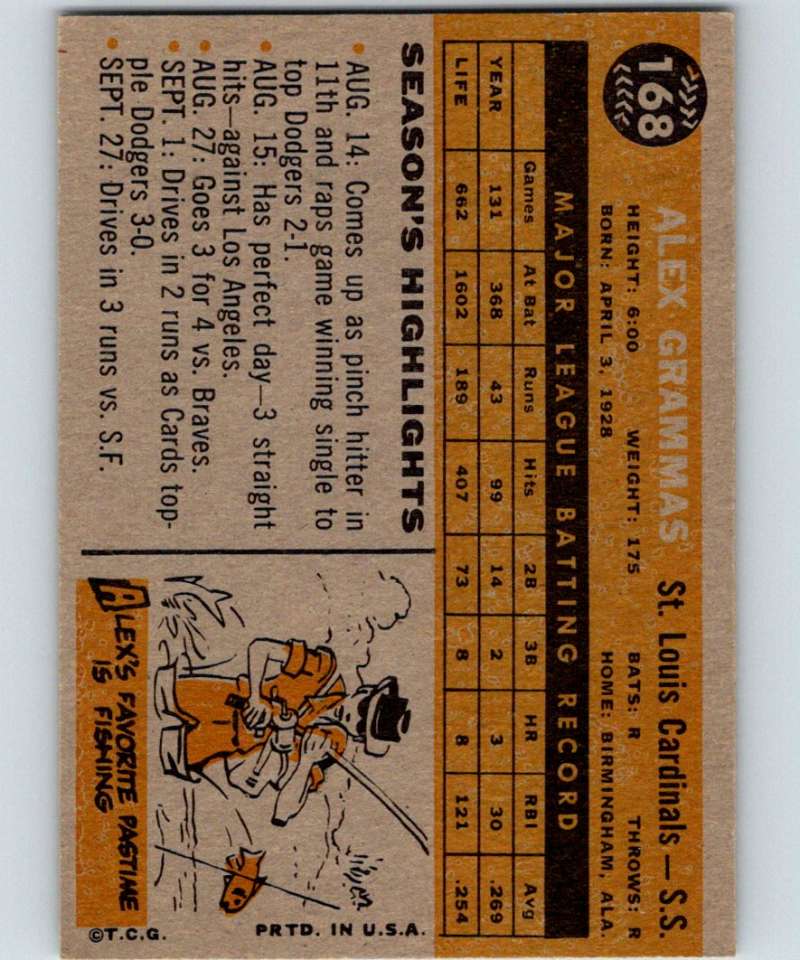 168
ALEX GRAMMAS St. Louis Cardinals — S.S.
HEIGHT: 6:00 WEIGHT: 175 BATS: R THROWS: R
BORN: APRIL 3, 1928 HOME: BIRMINGHAM, ALA.
MAJOR LEAGUE BATTING RECORD
Games At Bat Runs Hits 2B 3B HR RBI Avg
YEAR 131 368 43 99 14 2 3 30 .269
LIFE 662 1602 189 407 73 8 8 121 .254
SEASON'S HIGHLIGHTS
• AUG. 14: Comes up as pinch hitter in
11th and raps game winning single to
top Dodgers 2-1.
• AUG. 15: Has perfect day—3 straight
hits—against Los Angeles.
• AUG. 27: Goes 3 for 4 vs. Braves.
• SEPT. 1: Drives in 2 runs as Cards top-
ple Dodgers 3-0.
• SEPT. 27: Drives in 3 runs vs. S.F.
ALEX'S FAVORITE PASTIME
IS FISHING
©T.C.G. PRTD. IN U.S.A.